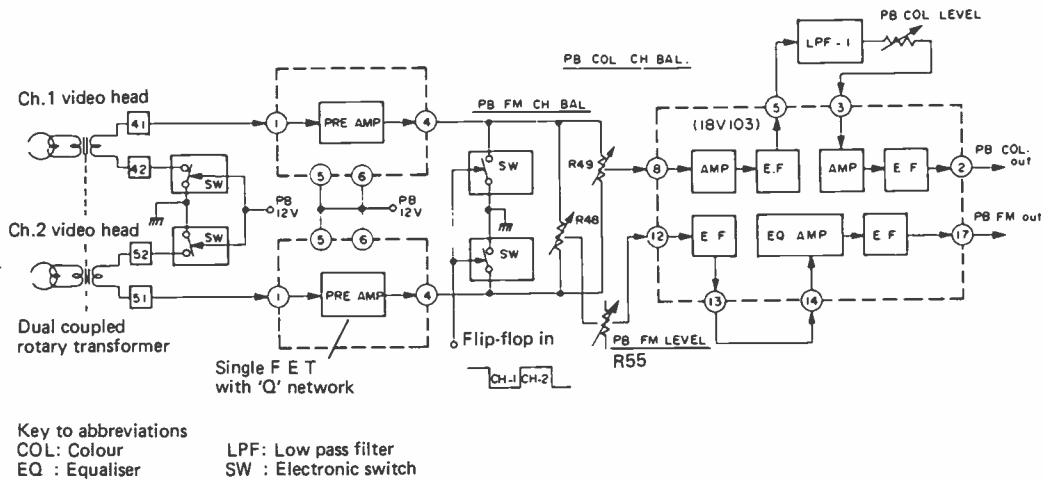 PB COL LEVEL
LPF-1
PB COL CH BAL.
Ch.1 video head
41
42
SW
PB
12V
Ch.2 video head
SW
52
51
Dual coupled
rotary transformer
1
PRE AMP
4
5
6
PB
12V
5
6
1
PRE AMP
4
Single F E T
with 'Q' network
PB FM CH BAL
SW
SW
R49
R48
Flip-flop in
CH-1
CH-2
PB FM LEVEL
R55
5
3
(18V103)
8
AMP
E.F
AMP
E F
2
PB COL.
out
12
E F
EQ AMP
E F
17
PB FM out
13
14
Key to abbreviations
COL: Colour
LPF: Low pass filter
EQ : Equaliser
SW : Electronic switch